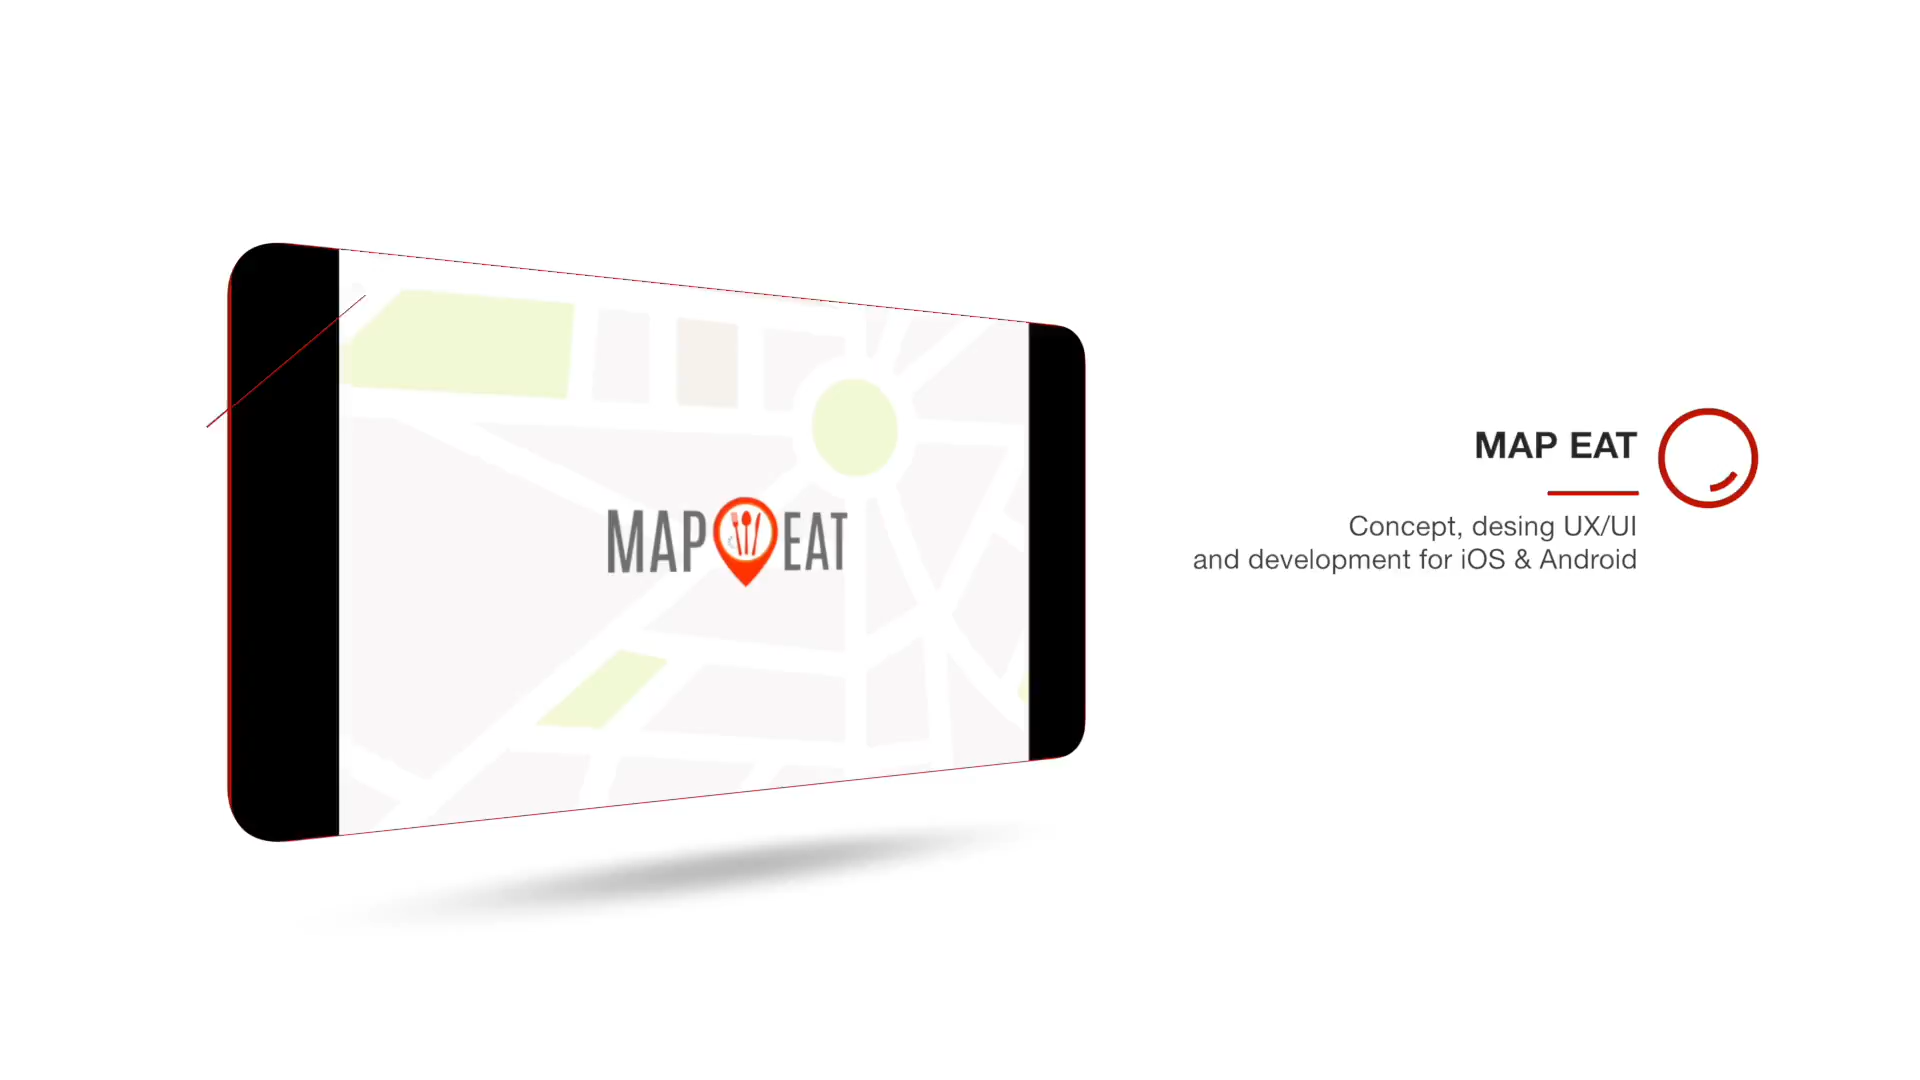 MAP EAT
MAP EAT
Concept, desing UX/UI
and development for iOS & Android